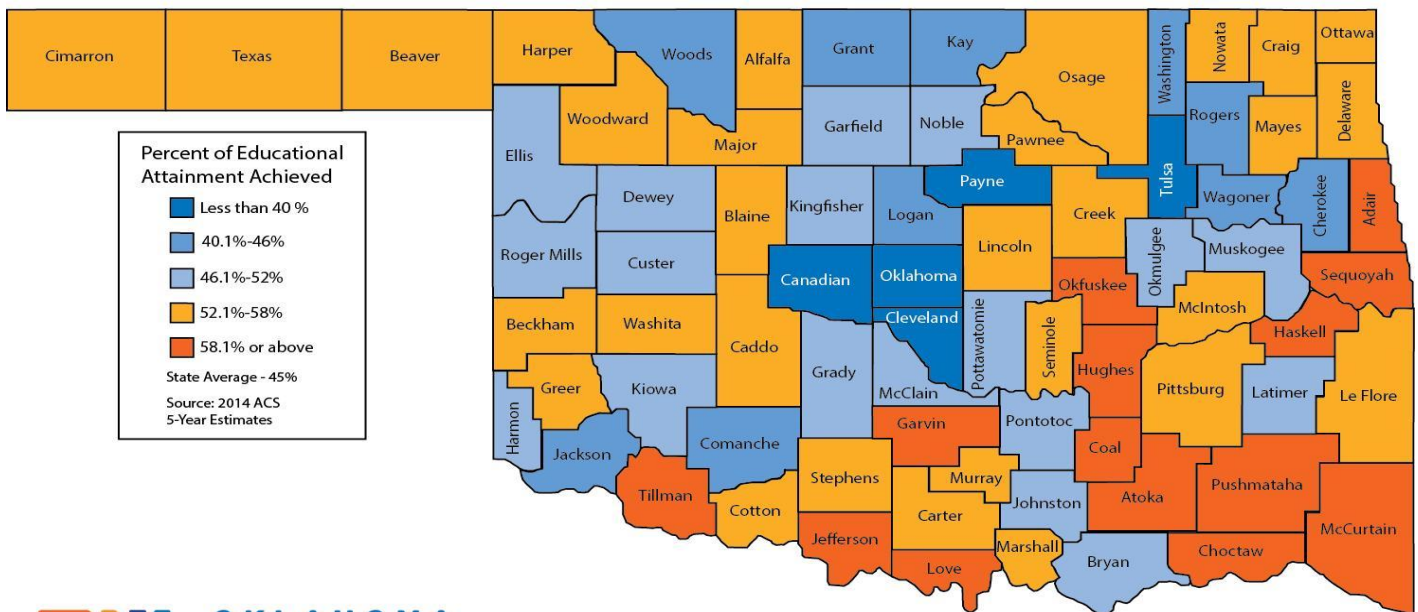 Cimarron
Texas
Beaver
Harper
Woods
Alfalfa
Grant
Kay
Osage
Washington
Nowata
Craig
Ottawa
Woodward
Major
Garfield
Noble
Pawnee
Rogers
Mayes
Delaware
Percent of Educational
Attainment Achieved
Less than 40 %
40.1%-46%
46.1%-52%
52.1%-58%
58.1% or above
State Average - 45%
Source: 2014 ACS
5-Year Estimates
Ellis
Dewey
Blaine
Kingfisher
Logan
Payne
Lincoln
Creek
Tulsa
Wagoner
Cherokee
Adair
Roger Mills
Custer
Canadian
Oklahoma
Cleveland
Pottawatomie
Seminole
Okfuskee
Okmulgee
Muskogee
McIntosh
Sequoyah
Beckham
Washita
Caddo
Grady
McClain
Hughes
Pittsburg
Haskell
Latimer
Le Flore
Greer
Harmon
Kiowa
Jackson
Comanche
Tillman
Cotton
Stephens
Garvin
Murray
Pontotoc
Coal
Atoka
Pushmataha
McCurtain
Jefferson
Carter
Love
Johnston
Marshall
Bryan
Choctaw